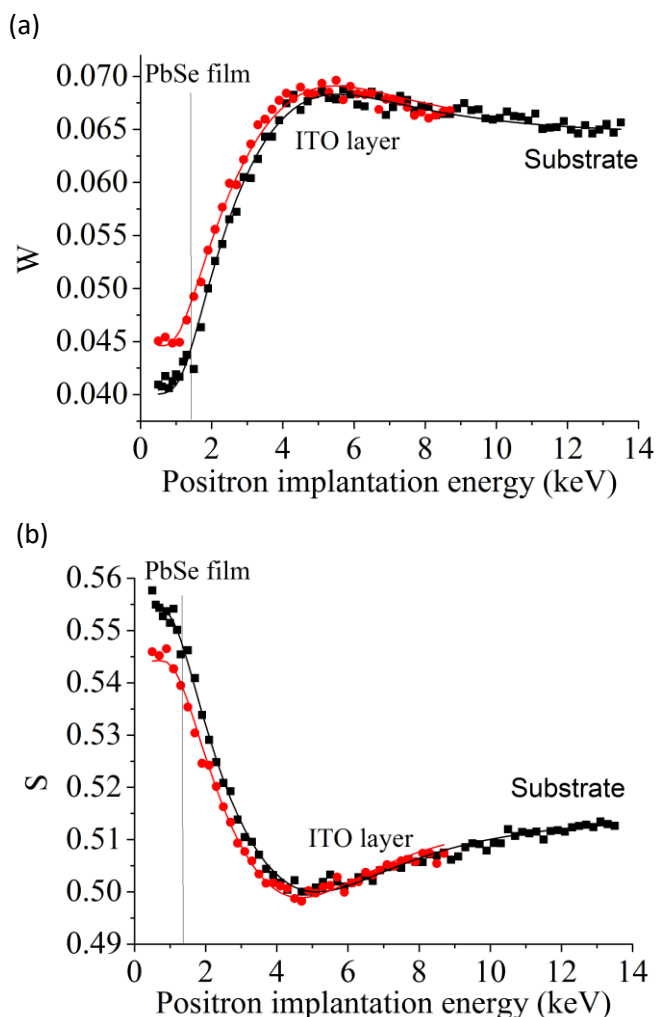 (a)
PbSe film
0.070
0.065
0.060
0.055
0.050
0.045
0.040
W
ITO layer
Substrate
0 2 4 6 8 10 12 14
Positron implantation energy (keV)
(b)
PbSe film
0.56
0.55
0.54
0.53
0.52
0.51
0.50
0.49
S
Substrate
ITO layer
0 2 4 6 8 10 12 14
Positron implantation energy (keV)